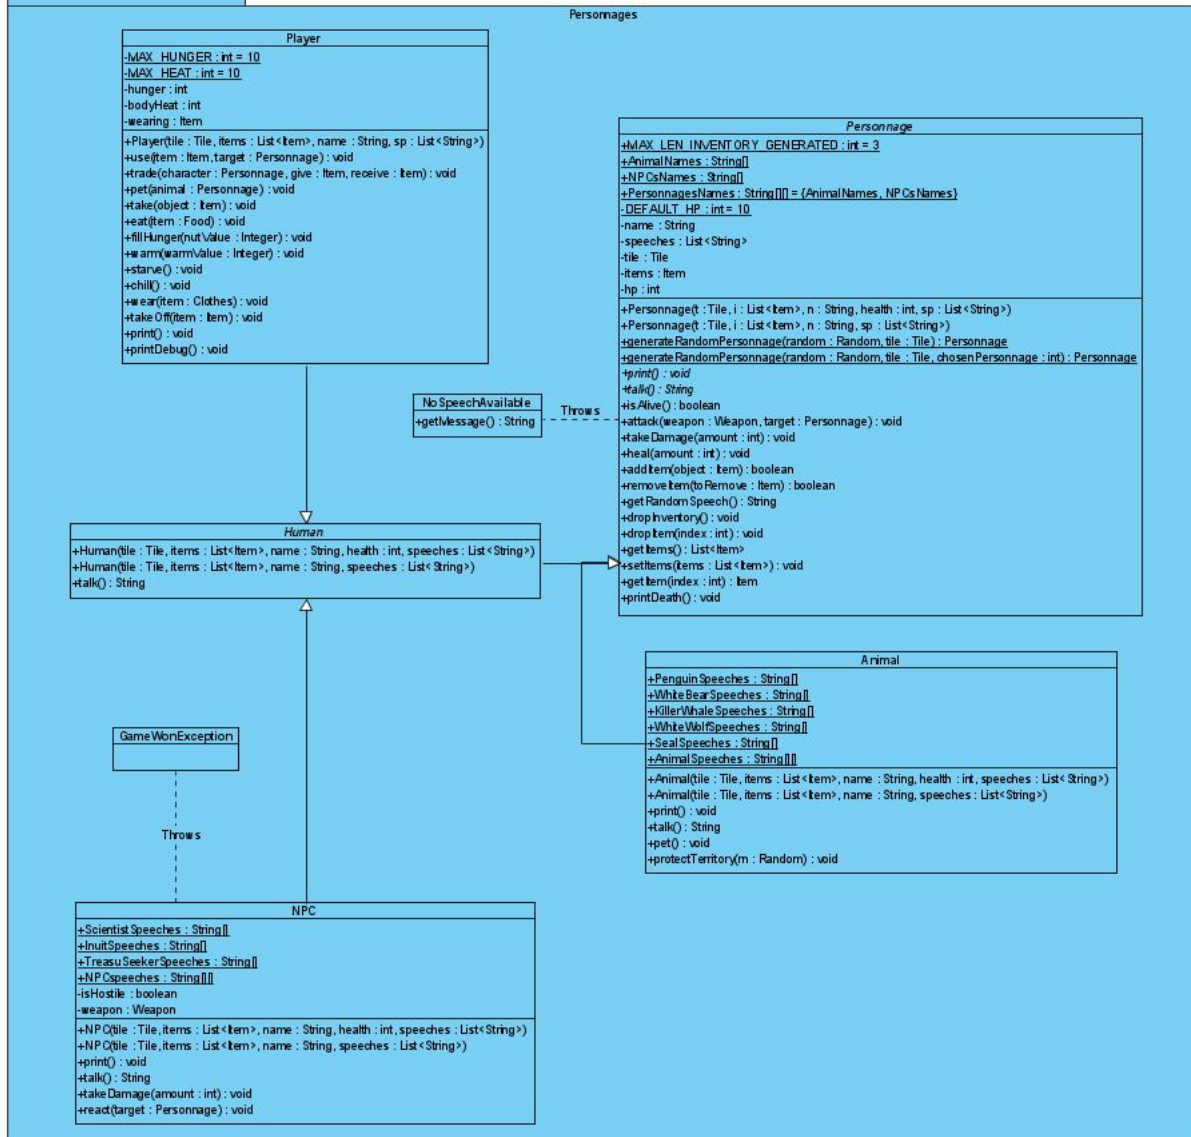 Personnages
Player
-MAX_HUNGER : int = 10
-MAX_HEAT : int = 10
-hunger : int
-bodyHeat : int
-wearing : Item
+Player(tile : Tile, items : List<Item>, name : String, sp : List<String>)
+use(item : Item, target : Personnage) : void
+trade(character : Personnage, give : Item, receive : Item) : void
+pet(animal : Personnage) : void
+take(object : Item) : void
+eat(item : Food) : void
+fillHunger(nutValue : Integer) : void
+warm(warmValue : Integer) : void
+starve() : void
+chill() : void
+wear(item : Clothes) : void
+takeOff(item : Item) : void
+print() : void
+printDebug() : void
Personnage
+MAX_LEN_INVENTORY_GENERATED : int = 3
+AnimalNames : String[]
+NPCsNames : String[]
+PersonnagesNames : String[][] = {AnimalNames, NPCsNames}
-DEFAULT_HP : int = 10
-name : String
-speeches : List<String>
-tile : Tile
-items : Item
-hp : int
+Personnage(t : Tile, i : List<Item>, n : String, health : int, sp : List<String>)
+Personnage(t : Tile, i : List<Item>, n : String, sp : List<String>)
+generateRandomPersonnage(random : Random, tile : Tile) : Personnage
+generateRandomPersonnage(random : Random, tile : Tile, chosenPersonnage : int) : Personnage
+print() : void
+talk() : String
+isAlive() : boolean
+attack(weapon : Weapon, target : Personnage) : void
+takeDamage(amount : int) : void
+heal(amount : int) : void
+addItem(object : Item) : boolean
+removeItem(toRemove : Item) : boolean
+getRandomSpeech() : String
+dropInventory() : void
+dropItem(index : int) : void
+getItems() : List<Item>
+setItems(items : List<Item>) : void
+getItem(index : int) : Item
+printDeath() : void
NoSpeechAvailable
+getMessage() : String
Throws
Human
+Human(tile : Tile, items : List<Item>, name : String, health : int, speeches : List<String>)
+Human(tile : Tile, items : List<Item>, name : String, speeches : List<String>)
+talk() : String
Animal
+PenguinSpeeches : String[]
+WhiteBearSpeeches : String[]
+KillerWhaleSpeeches : String[]
+WhiteWolfSpeeches : String[]
+SealSpeeches : String[]
+AnimalSpeeches : String[][]
+Animal(tile : Tile, items : List<Item>, name : String, health : int, speeches : List<String>)
+Animal(tile : Tile, items : List<Item>, name : String, speeches : List<String>)
+print() : void
+talk() : String
+pet() : void
+protectTerritory(rn : Random) : void
GameWonException
Throws
NPC
+ScientistSpeeches : String[]
+InuitSpeeches : String[]
+TreasuSeekerSpeeches : String[]
+NPCspeeches : String[][]
-isHostile : boolean
-weapon : Weapon
+NPC(tile : Tile, items : List<Item>, name : String, health : int, speeches : List<String>)
+NPC(tile : Tile, items : List<Item>, name : String, speeches : List<String>)
+print() : void
+talk() : String
+takeDamage(amount : int) : void
+react(target : Personnage) : void